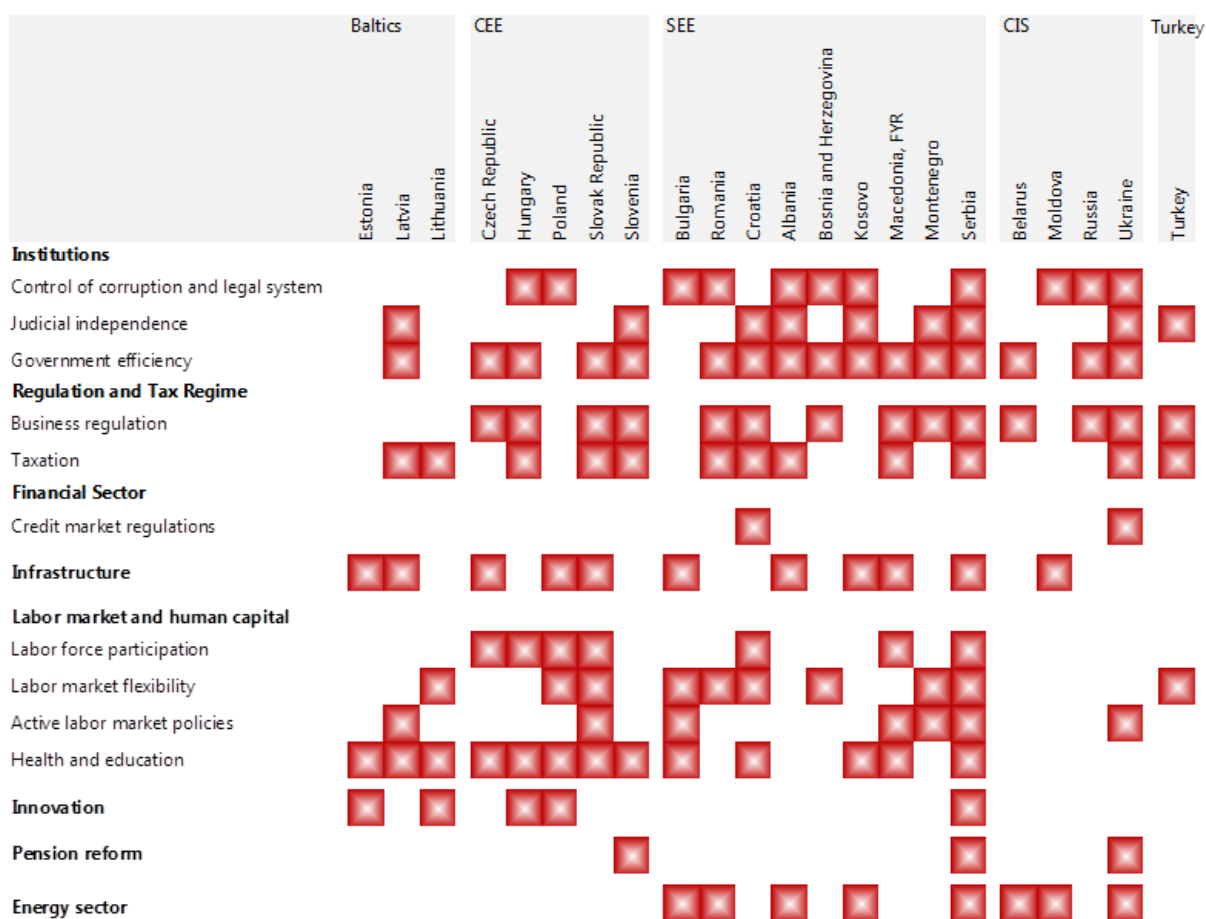 Baltics CEE SEE CIS Turkey
Estonia
Latvia
Lithuania
Czech Republic
Hungary
Poland
Slovak Republic
Slovenia
Bulgaria
Romania
Croatia
Albania
Bosnia and Herzegovina
Kosovo
Macedonia, FYR
Montenegro
Serbia
Belarus
Moldova
Russia
Ukraine
Turkey
Institutions
Control of corruption and legal system
Judicial independence
Government efficiency
Regulation and Tax Regime
Business regulation
Taxation
Financial Sector
Credit market regulations
Infrastructure
Labor market and human capital
Labor force participation
Labor market flexibility
Active labor market policies
Health and education
Innovation
Pension reform
Energy sector